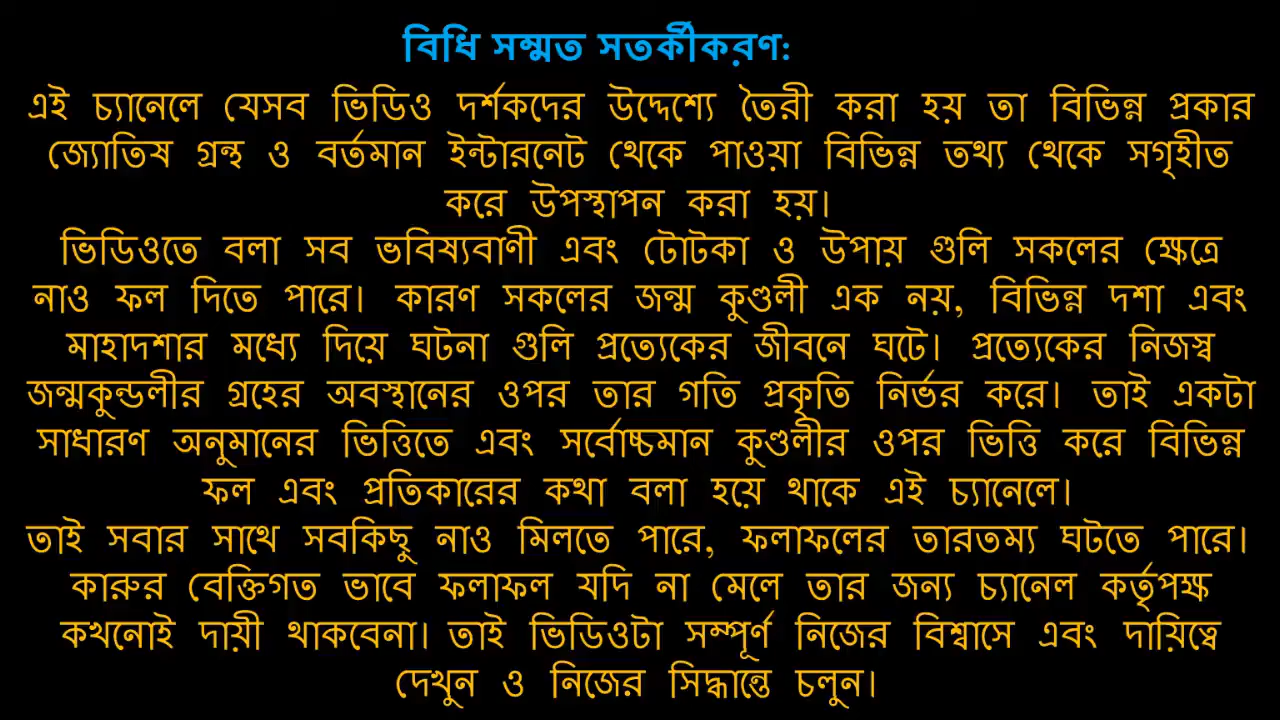 বিধি সম্মত সতর্কীকরণ:
এই চ্যানেলে যেসব ভিডিও দর্শকদের উদ্দেশ্যে তৈরী করা হয় তা বিভিন্ন প্রকার
জ্যোতিষ গ্রন্থ ও বর্তমান ইন্টারনেট থেকে পাওয়া বিভিন্ন তথ্য থেকে সগৃহীত
করে উপস্থাপন করা হয়।
ভিডিওতে বলা সব ভবিষ্যবাণী এবং টোটকা ও উপায় গুলি সকলের ক্ষেত্রে
নাও ফল দিতে পারে। কারণ সকলের জন্ম কুণ্ডলী এক নয়, বিভিন্ন দশা এবং
মাহাদশার মধ্যে দিয়ে ঘটনা গুলি প্রত্যেকের জীবনে ঘটে। প্রত্যেকের নিজস্ব
জন্মকুন্ডলীর গ্রহের অবস্থানের ওপর তার গতি প্রকৃতি নির্ভর করে। তাই একটা
সাধারণ অনুমানের ভিত্তিতে এবং সর্বোচ্চমান কুণ্ডলীর ওপর ভিত্তি করে বিভিন্ন
ফল এবং প্রতিকারের কথা বলা হয়ে থাকে এই চ্যানেলে।
তাই সবার সাথে সবকিছু নাও মিলতে পারে, ফলাফলের তারতম্য ঘটতে পারে।
কারুর বেক্তিগত ভাবে ফলাফল যদি না মেলে তার জন্য চ্যানেল কর্তৃপক্ষ
কখনোই দায়ী থাকবেনা। তাই ভিডিওটা সম্পূর্ণ নিজের বিশ্বাসে এবং দায়িত্বে
দেখুন ও নিজের সিদ্ধান্তে চলুন।